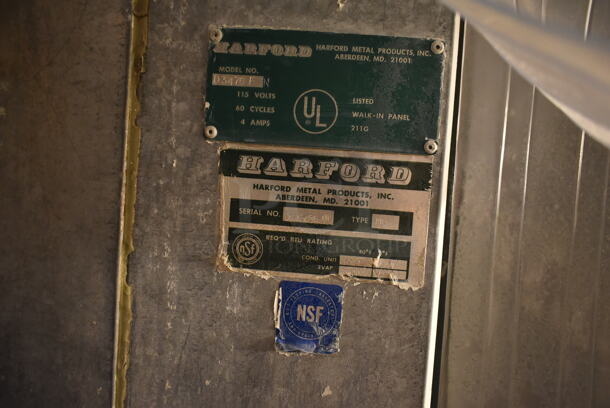 HARFORD HARFORD METAL PRODUCTS, INC.
ABERDEEN, MD. 21001
MODEL NO.
115 VOLTS
60 CYCLES
4 AMPS
UL
LISTED
WALK-IN PANEL
211G
HARFORD
HARFORD METAL PRODUCTS, INC.
ABERDEEN, MD. 21001
SERIAL NO. TYPE
nsf
REQ'D BTU RATING
COND. UNIT
EVAP
NSF